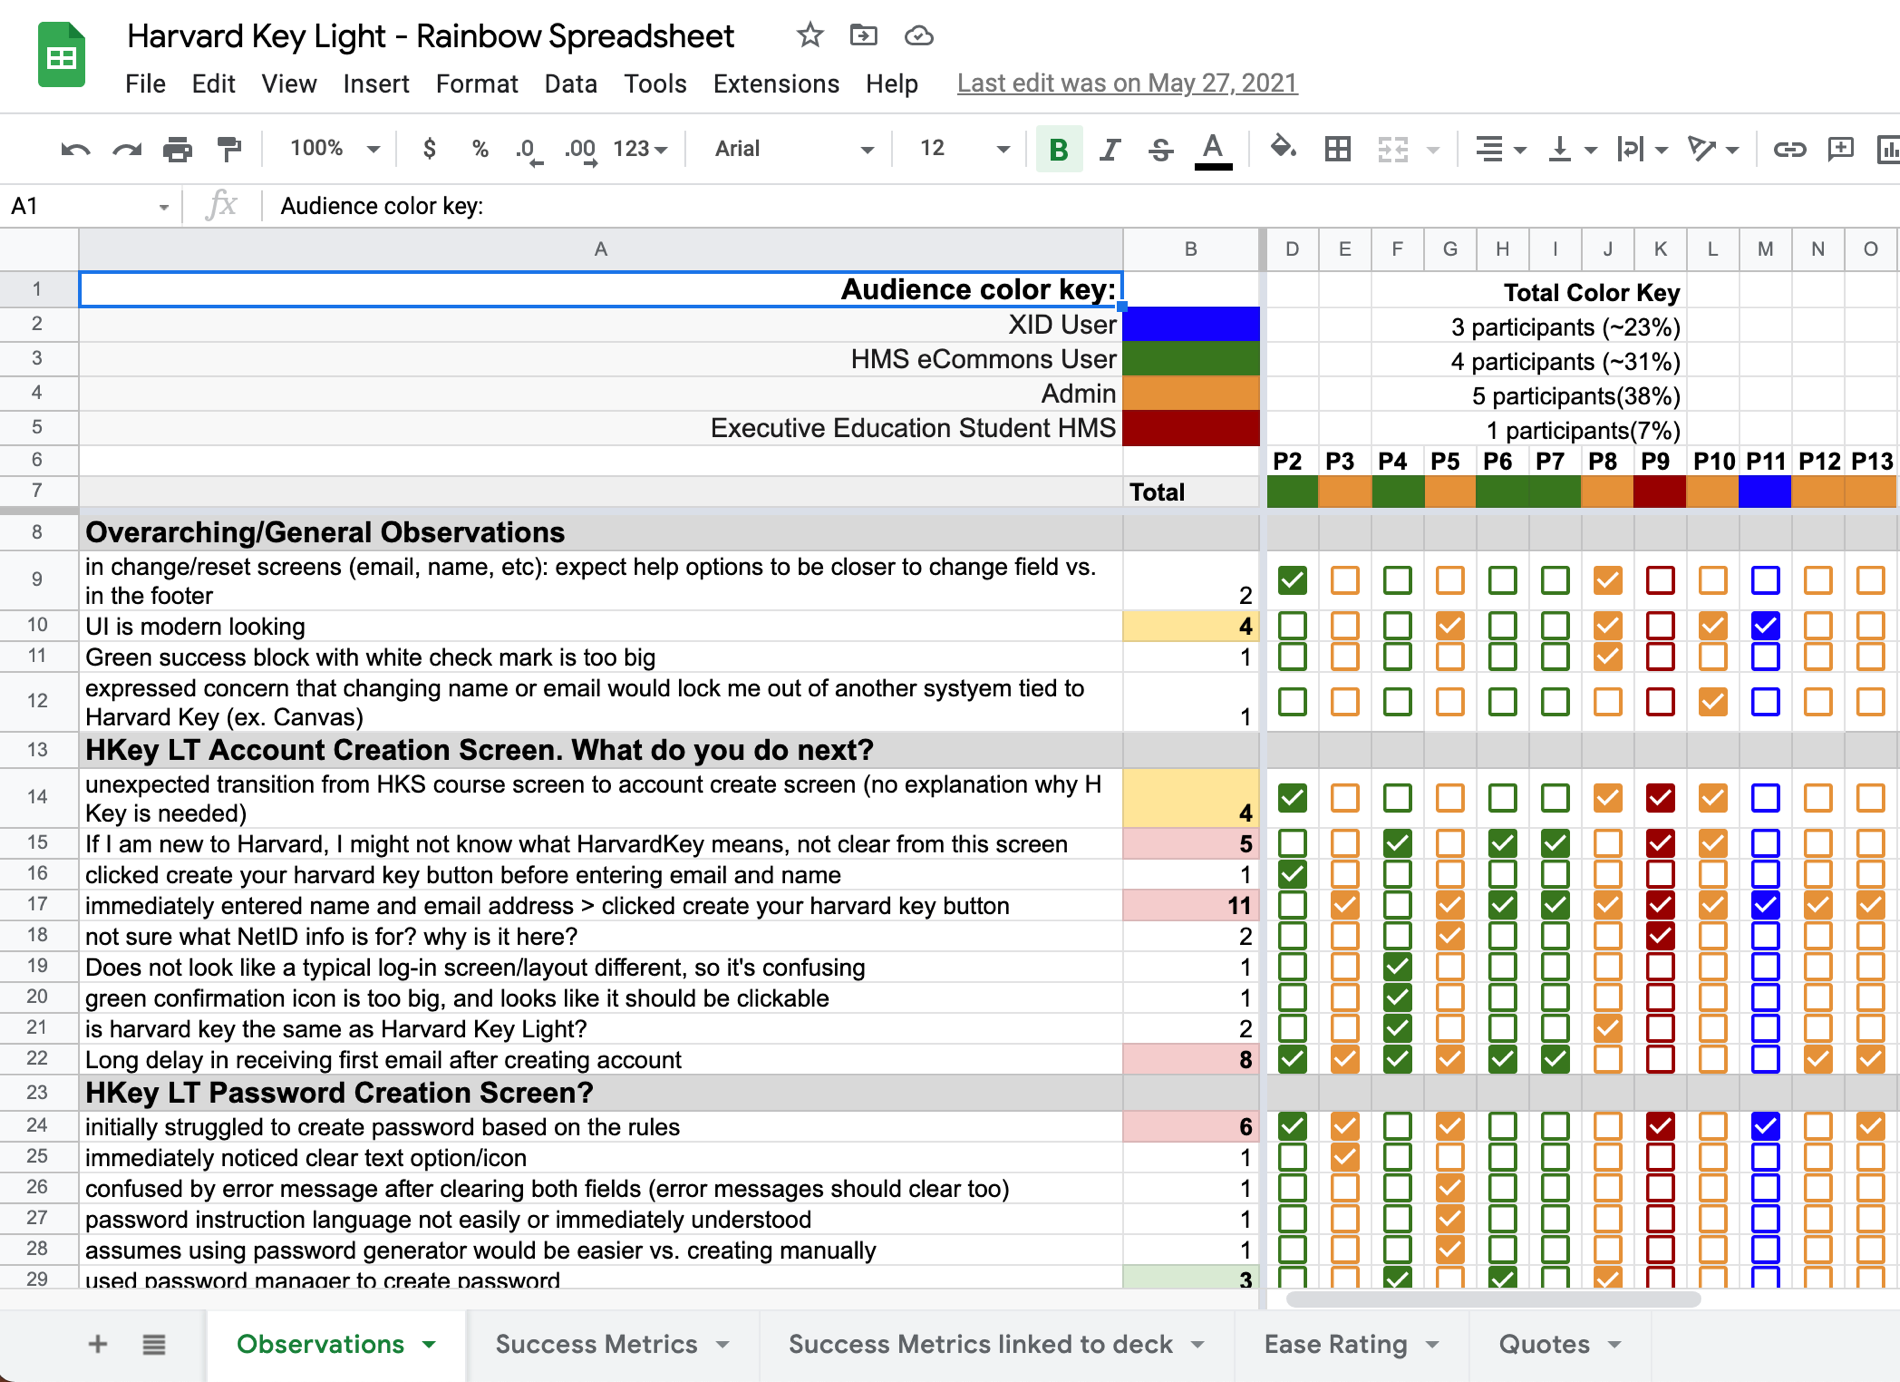 Harvard Key Light - Rainbow Spreadsheet
File Edit View Insert Format Data Tools Extensions Help Last edit was on May 27, 2021
100% $ % .0 .00 123 Arial 12 B I S A
A1 fx Audience color key:
A B D E F G H I J K L M N O
1 Audience color key: Total Color Key
2 XID User 3 participants (~23%)
3 HMS eCommons User 4 participants (~31%)
4 Admin 5 participants(38%)
5 Executive Education Student HMS 1 participants(7%)
6 P2 P3 P4 P5 P6 P7 P8 P9 P10 P11 P12 P13
7 Total
8 Overarching/General Observations
9 in change/reset screens (email, name, etc): expect help options to be closer to change field vs.
in the footer 2
10 UI is modern looking 4
11 Green success block with white check mark is too big 1
12 expressed concern that changing name or email would lock me out of another systyem tied to
Harvard Key (ex. Canvas) 1
13 HKey LT Account Creation Screen. What do you do next?
14 unexpected transition from HKS course screen to account create screen (no explanation why H
Key is needed) 4
15 If I am new to Harvard, I might not know what HarvardKey means, not clear from this screen 5
16 clicked create your harvard key button before entering email and name 1
17 immediately entered name and email address > clicked create your harvard key button 11
18 not sure what NetID info is for? why is it here? 2
19 Does not look like a typical log-in screen/layout different, so it's confusing 1
20 green confirmation icon is too big, and looks like it should be clickable 1
21 is harvard key the same as Harvard Key Light? 2
22 Long delay in receiving first email after creating account 8
23 HKey LT Password Creation Screen?
24 initially struggled to create password based on the rules 6
25 immediately noticed clear text option/icon 1
26 confused by error message after clearing both fields (error messages should clear too) 1
27 password instruction language not easily or immediately understood 1
28 assumes using password generator would be easier vs. creating manually 1
29 used password manager to create password 3
+ Observations Success Metrics Success Metrics linked to deck Ease Rating Quotes